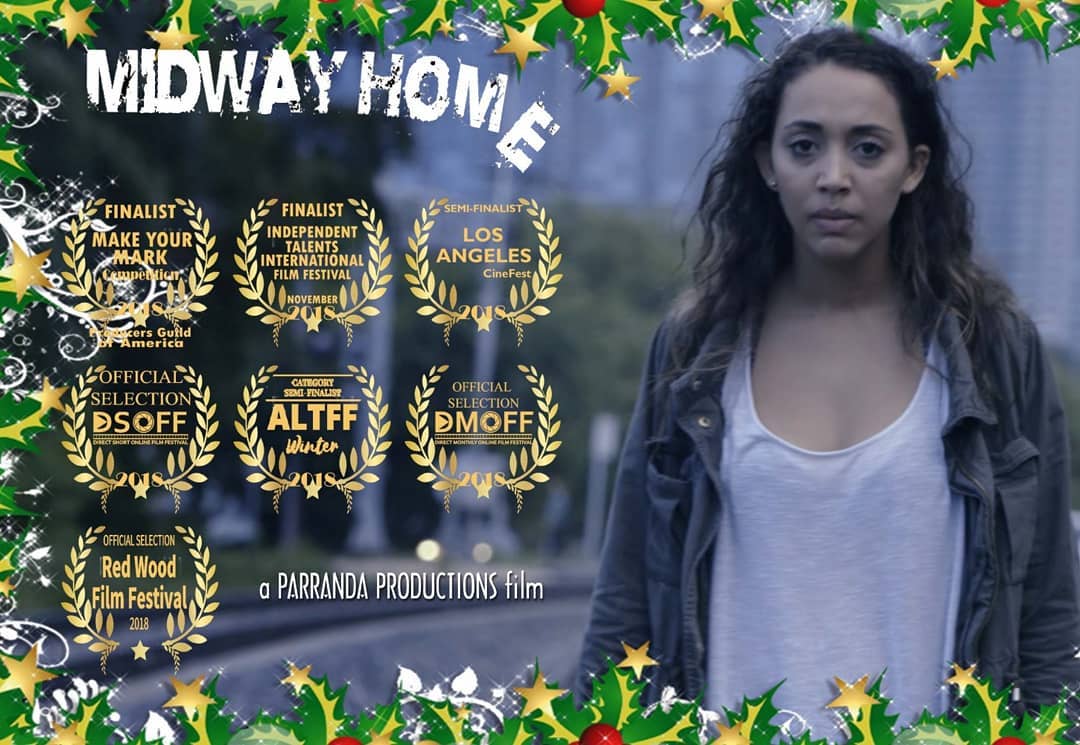 MIDWAY HOME
FINALIST
MAKE YOUR
MARK
Competition
2018
Producers Guild
of America
FINALIST
INDEPENDENT
TALENTS
INTERNATIONAL
FILM FESTIVAL
NOVEMBER
2018
SEMI-FINALIST
LOS
ANGELES
CineFest
2018
OFFICIAL
SELECTION
DSOFF
DIRECT SHORT ONLINE FILM FESTIVAL
2018
CATEGORY
SEMI-FINALIST
ALTFF
Winter
2018
OFFICIAL
SELECTION
DMOFF
DIRECT MONTHLY ONLINE FILM FESTIVAL
2018
OFFICIAL SELECTION
Red Wood
Film Festival
2018
a PARRANDA PRODUCTIONS film